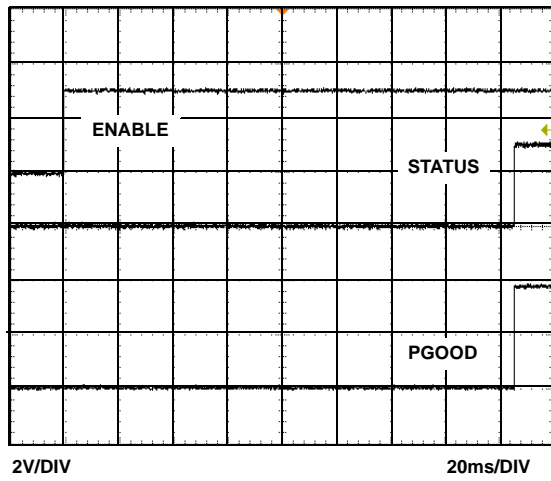 ENABLE
STATUS
PGOOD
2V/DIV
20ms/DIV